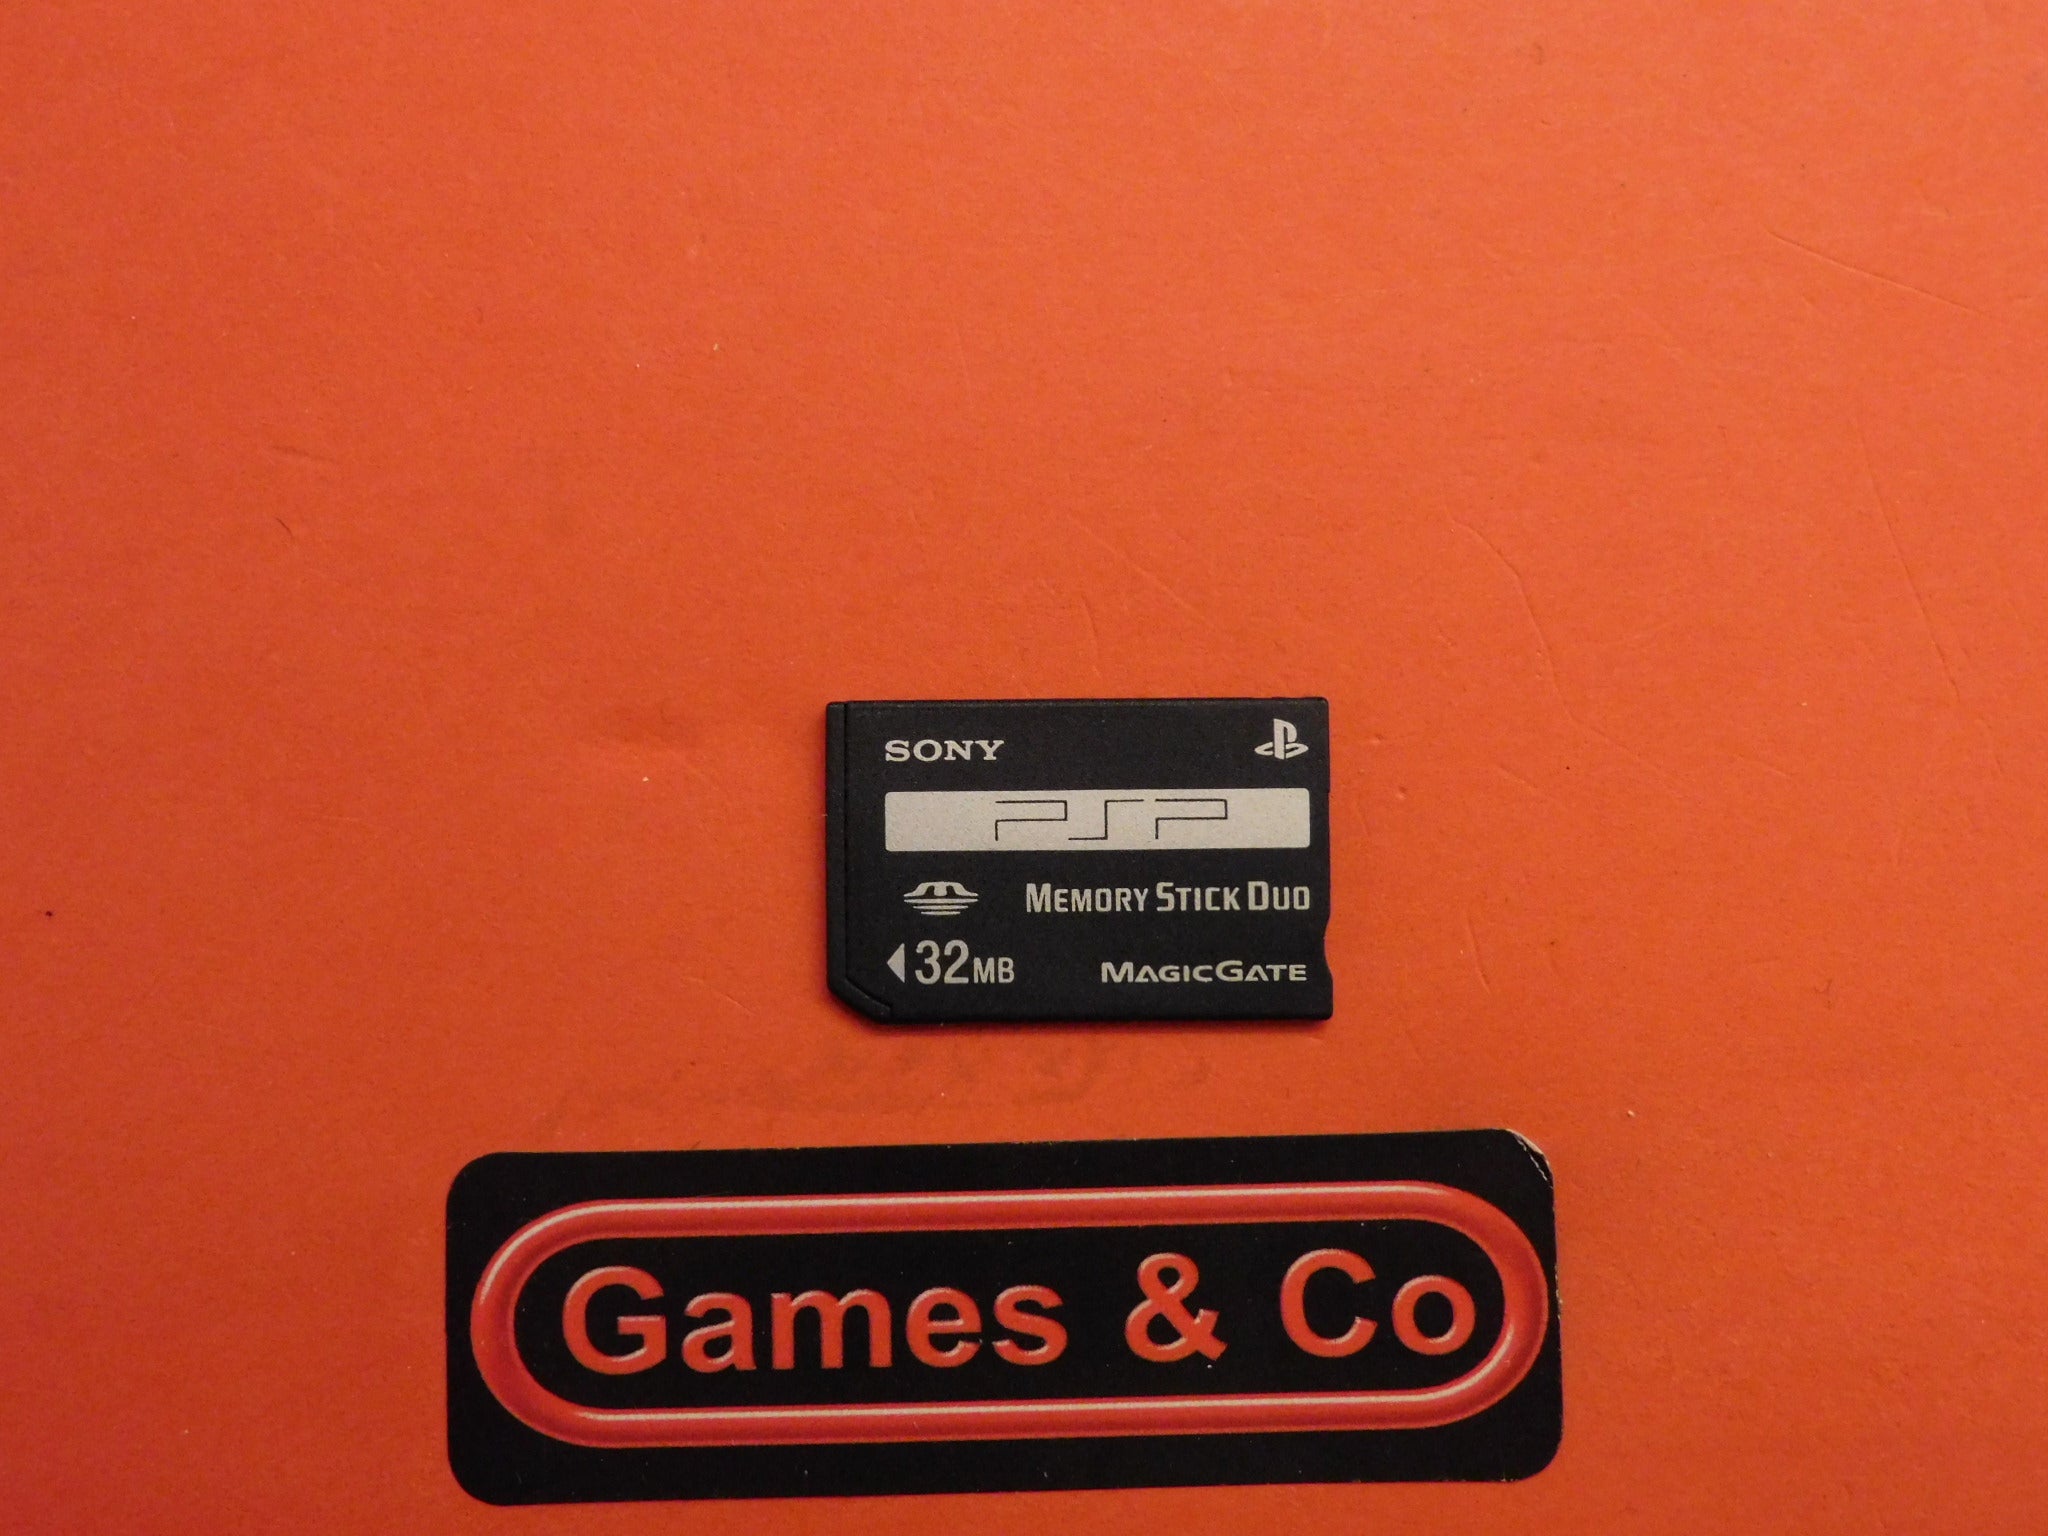 SONY
PSP
MEMORY STICK DUO
32MB MAGICGATE
Games & Co